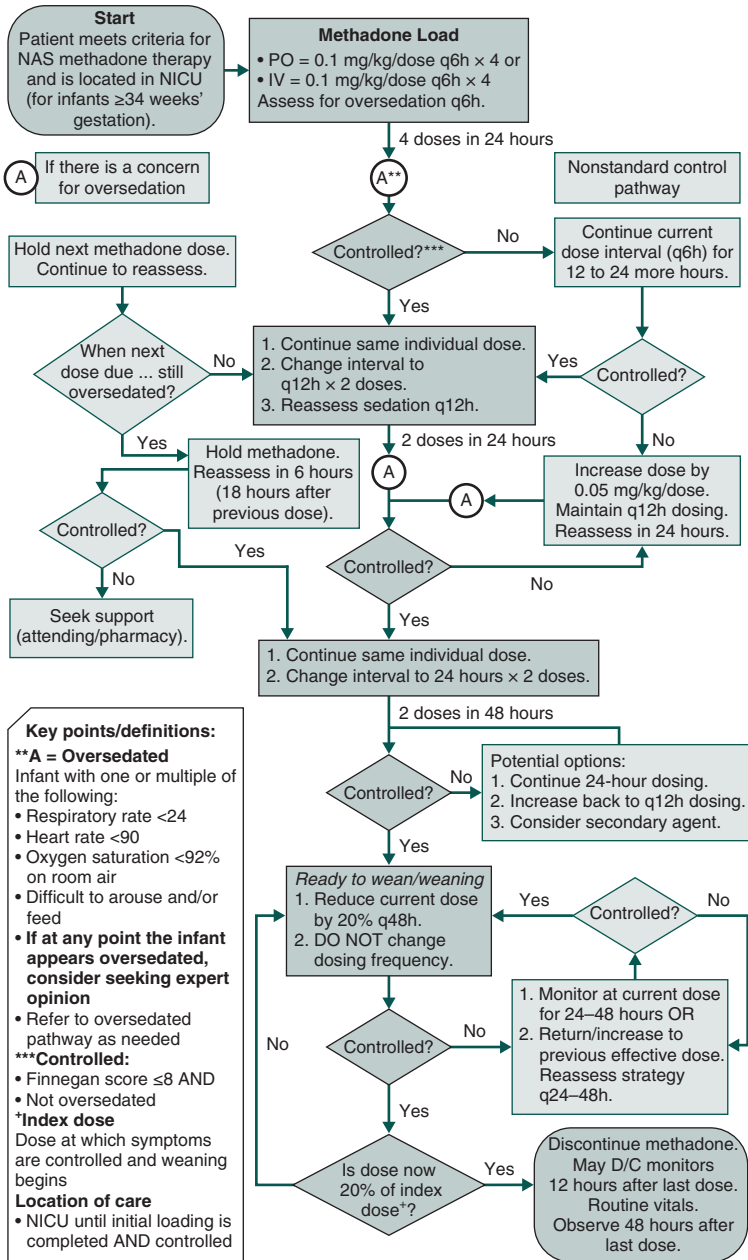 Start
Patient meets criteria for
NAS methadone therapy
and is located in NICU
(for infants ≥34 weeks'
gestation).
Methadone Load
• PO = 0.1 mg/kg/dose q6h × 4 or
• IV = 0.1 mg/kg/dose q6h × 4
Assess for oversedation q6h.
4 doses in 24 hours
A
If there is a concern
for oversedation
A**
Nonstandard control
pathway
Controlled?***
No
Continue current
dose interval (q6h) for
12 to 24 more hours.
Hold next methadone dose.
Continue to reassess.
Yes
When next
dose due ... still
oversedated?
No
1. Continue same individual dose.
2. Change interval to
q12h × 2 doses.
3. Reassess sedation q12h.
Yes
Controlled?
Yes
2 doses in 24 hours
No
Hold methadone.
Reassess in 6 hours
(18 hours after
previous dose).
A
A
Increase dose by
0.05 mg/kg/dose.
Maintain q12h dosing.
Reassess in 24 hours.
Controlled?
Yes
Controlled?
No
No
Yes
Seek support
(attending/pharmacy).
1. Continue same individual dose.
2. Change interval to 24 hours × 2 doses.
2 doses in 48 hours
Controlled?
No
Potential options:
1. Continue 24-hour dosing.
2. Increase back to q12h dosing.
3. Consider secondary agent.
Yes
Ready to wean/weaning
1. Reduce current dose
by 20% q48h.
2. DO NOT change
dosing frequency.
Yes
Controlled?
No
Controlled?
No
1. Monitor at current dose
for 24–48 hours OR
2. Return/increase to
previous effective dose.
Reassess strategy
q24–48h.
No
Yes
Is dose now
20% of index
dose+?
Yes
Discontinue methadone.
May D/C monitors
12 hours after last dose.
Routine vitals.
Observe 48 hours after
last dose.
Key points/definitions:
**A = Oversedated
Infant with one or multiple of
the following:
• Respiratory rate <24
• Heart rate <90
• Oxygen saturation <92%
on room air
• Difficult to arouse and/or
feed
• If at any point the infant
appears oversedated,
consider seeking expert
opinion
• Refer to oversedated
pathway as needed
***Controlled:
• Finnegan score ≤8 AND
• Not oversedated
+Index dose
Dose at which symptoms
are controlled and weaning
begins
Location of care
• NICU until initial loading is
completed AND controlled